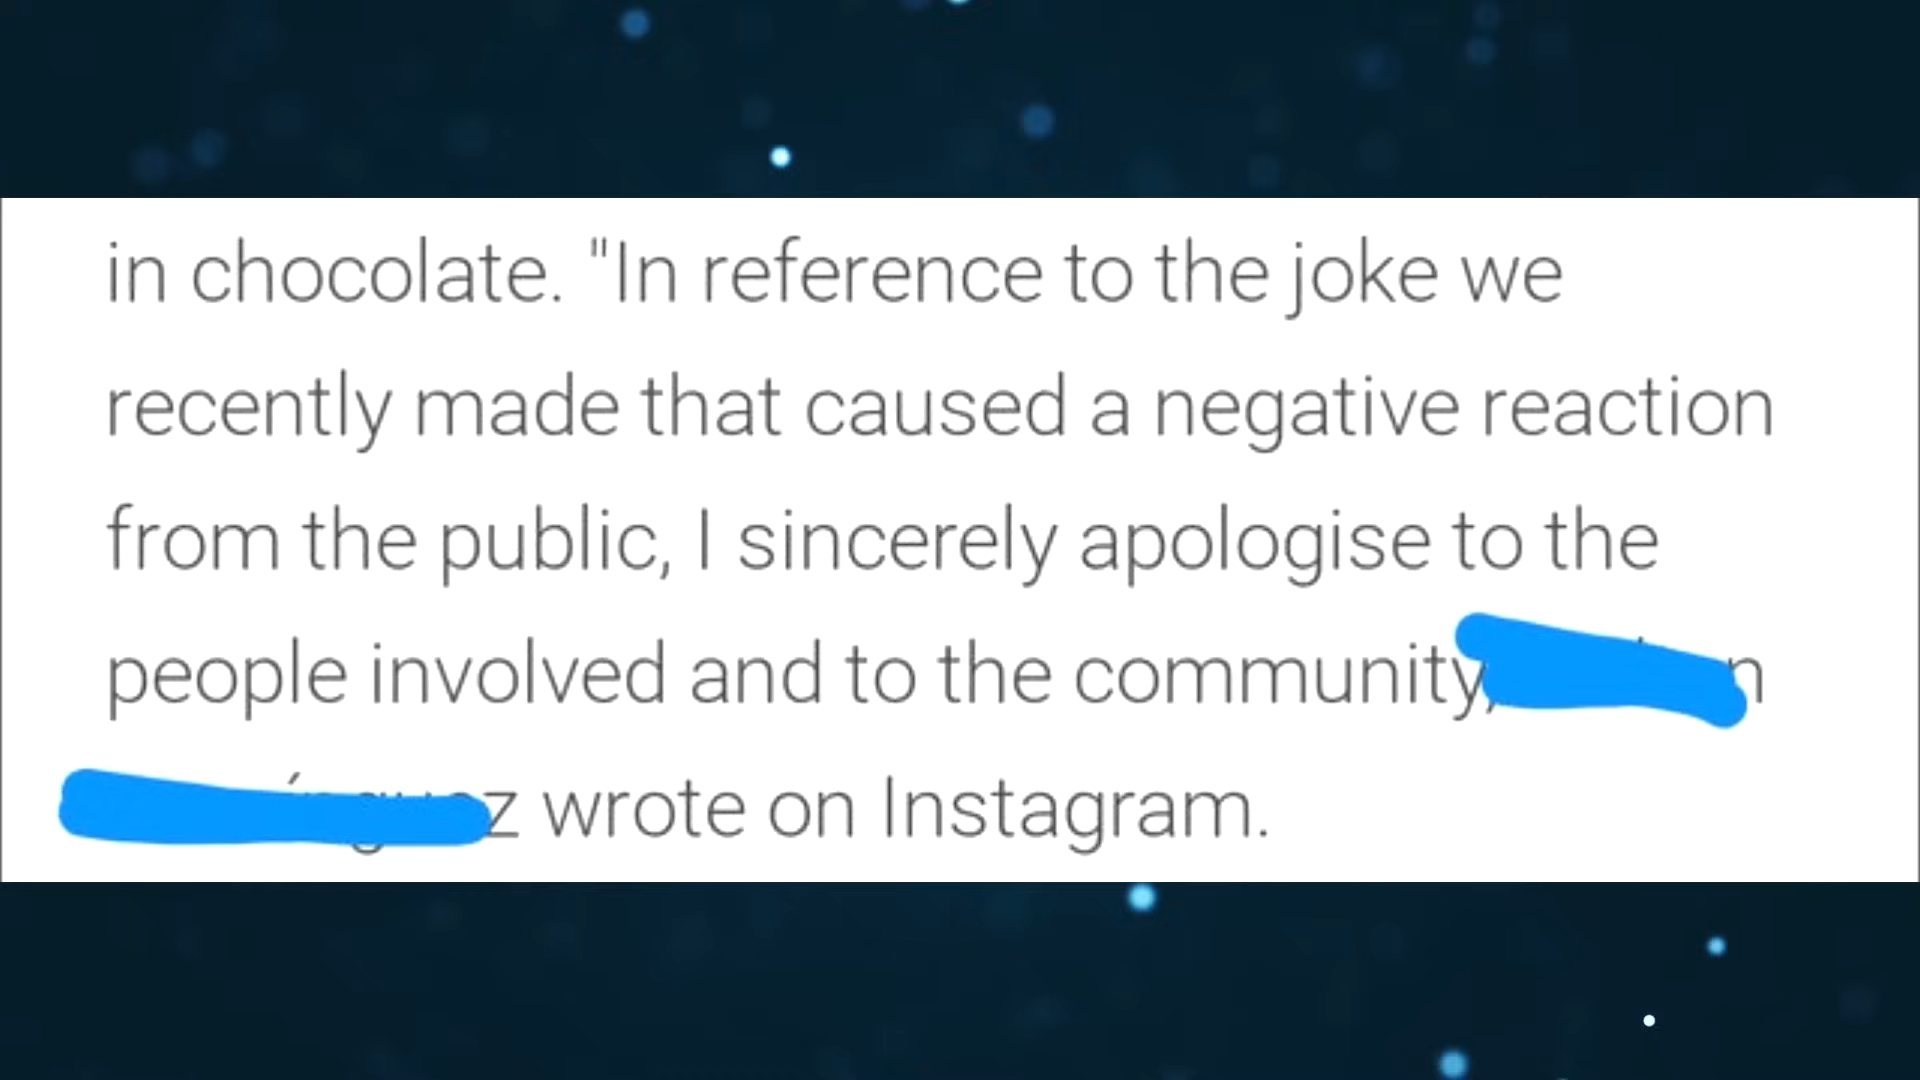 in chocolate. "In reference to the joke we
recently made that caused a negative reaction
from the public, I sincerely apologise to the
people involved and to the community,
wrote on Instagram.